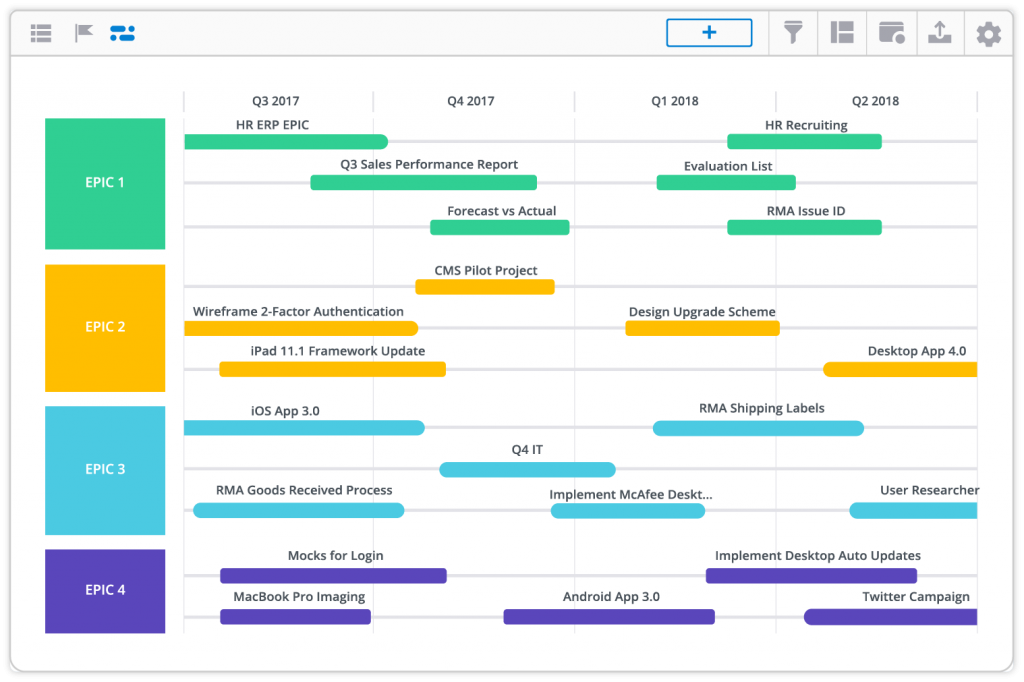 +
Q3 2017
Q4 2017
Q1 2018
Q2 2018
EPIC 1
HR ERP EPIC
HR Recruiting
Q3 Sales Performance Report
Evaluation List
Forecast vs Actual
RMA Issue ID
EPIC 2
CMS Pilot Project
Wireframe 2-Factor Authentication
Design Upgrade Scheme
iPad 11.1 Framework Update
Desktop App 4.0
EPIC 3
iOS App 3.0
RMA Shipping Labels
Q4 IT
RMA Goods Received Process
Implement McAfee Deskt...
User Researcher
EPIC 4
Mocks for Login
Implement Desktop Auto Updates
MacBook Pro Imaging
Android App 3.0
Twitter Campaign